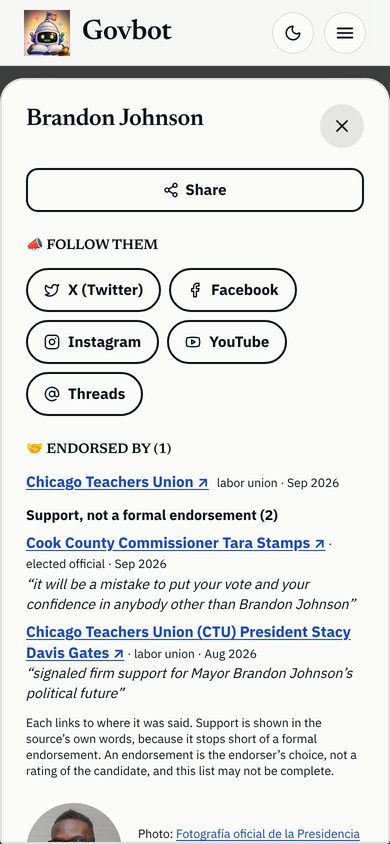 Govbot
Brandon Johnson
Share
📣 FOLLOW THEM
X (Twitter)
Facebook
Instagram
YouTube
Threads
🤝 ENDORSED BY (1)
Chicago Teachers Union ↗ labor union · Sep 2026
Support, not a formal endorsement (2)
Cook County Commissioner Tara Stamps ↗ ·
elected official · Sep 2026
“it will be a mistake to put your vote and your
confidence in anybody other than Brandon Johnson”
Chicago Teachers Union (CTU) President Stacy
Davis Gates ↗ · labor union · Aug 2026
“signaled firm support for Mayor Brandon Johnson’s
political future”
Each links to where it was said. Support is shown in the
source’s own words, because it stops short of a formal
endorsement. An endorsement is the endorser’s choice, not a
rating of the candidate, and this list may not be complete.
Photo: Fotografía oficial de la Presidencia